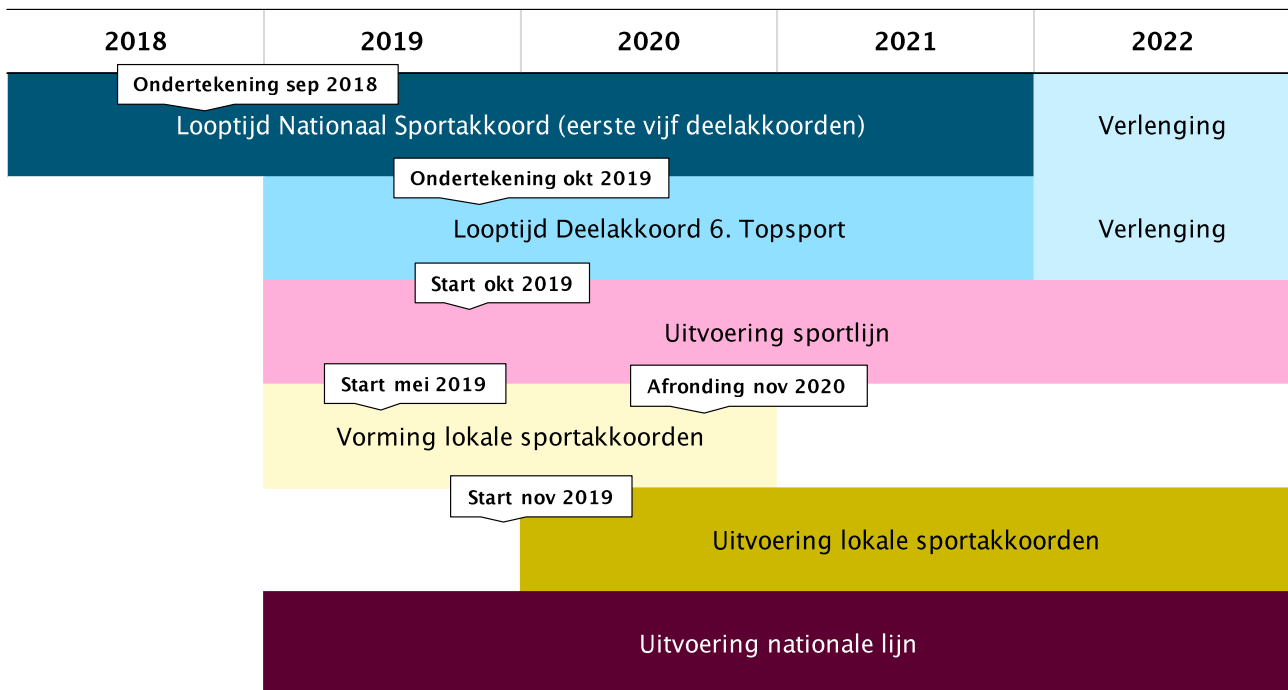 2018
2019
2020
2021
2022
Ondertekening sep 2018
Looptijd Nationaal Sportakkoord (eerste vijf deelakkoorden)
Verlenging
Ondertekening okt 2019
Looptijd Deelakkoord 6. Topsport
Verlenging
Start okt 2019
Uitvoering sportlijn
Start mei 2019
Afronding nov 2020
Vorming lokale sportakkoorden
Start nov 2019
Uitvoering lokale sportakkoorden
Uitvoering nationale lijn